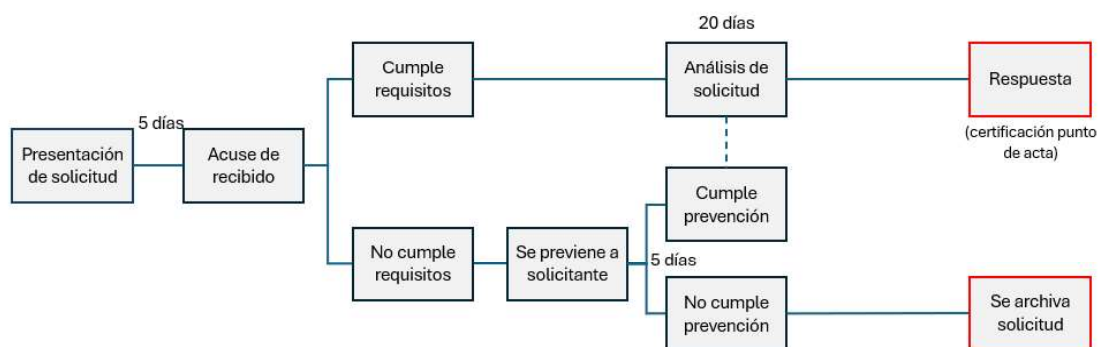 20 días
Cumple
requisitos
Análisis de
solicitud
Respuesta
(certificación punto
de acta)
5 días
Presentación
de solicitud
Acuse de
recibido
Cumple
prevención
No cumple
requisitos
Se previene a
solicitante
5 días
No cumple
prevención
Se archiva
solicitud